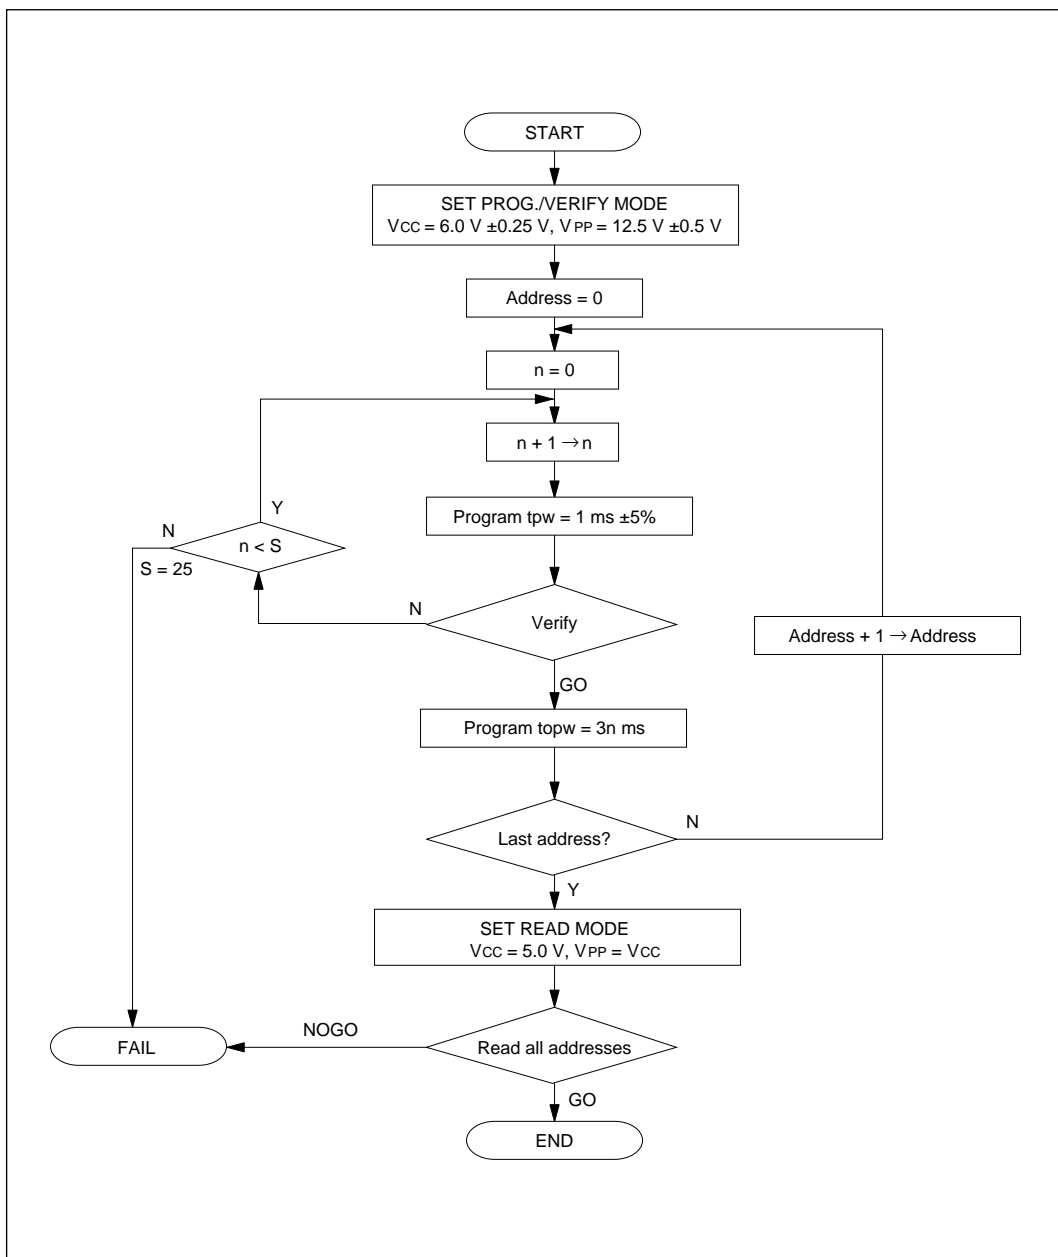 START
SET PROG./VERIFY MODE
VCC = 6.0 V ±0.25 V, VPP = 12.5 V ±0.5 V
Address = 0
n = 0
n + 1 → n
Y
Program tpw = 1 ms ±5%
N
n < S
S = 25
N
Verify
Address + 1 → Address
GO
Program topw = 3n ms
Last address?
N
Y
SET READ MODE
VCC = 5.0 V, VPP = VCC
NOGO
FAIL
Read all addresses
GO
END